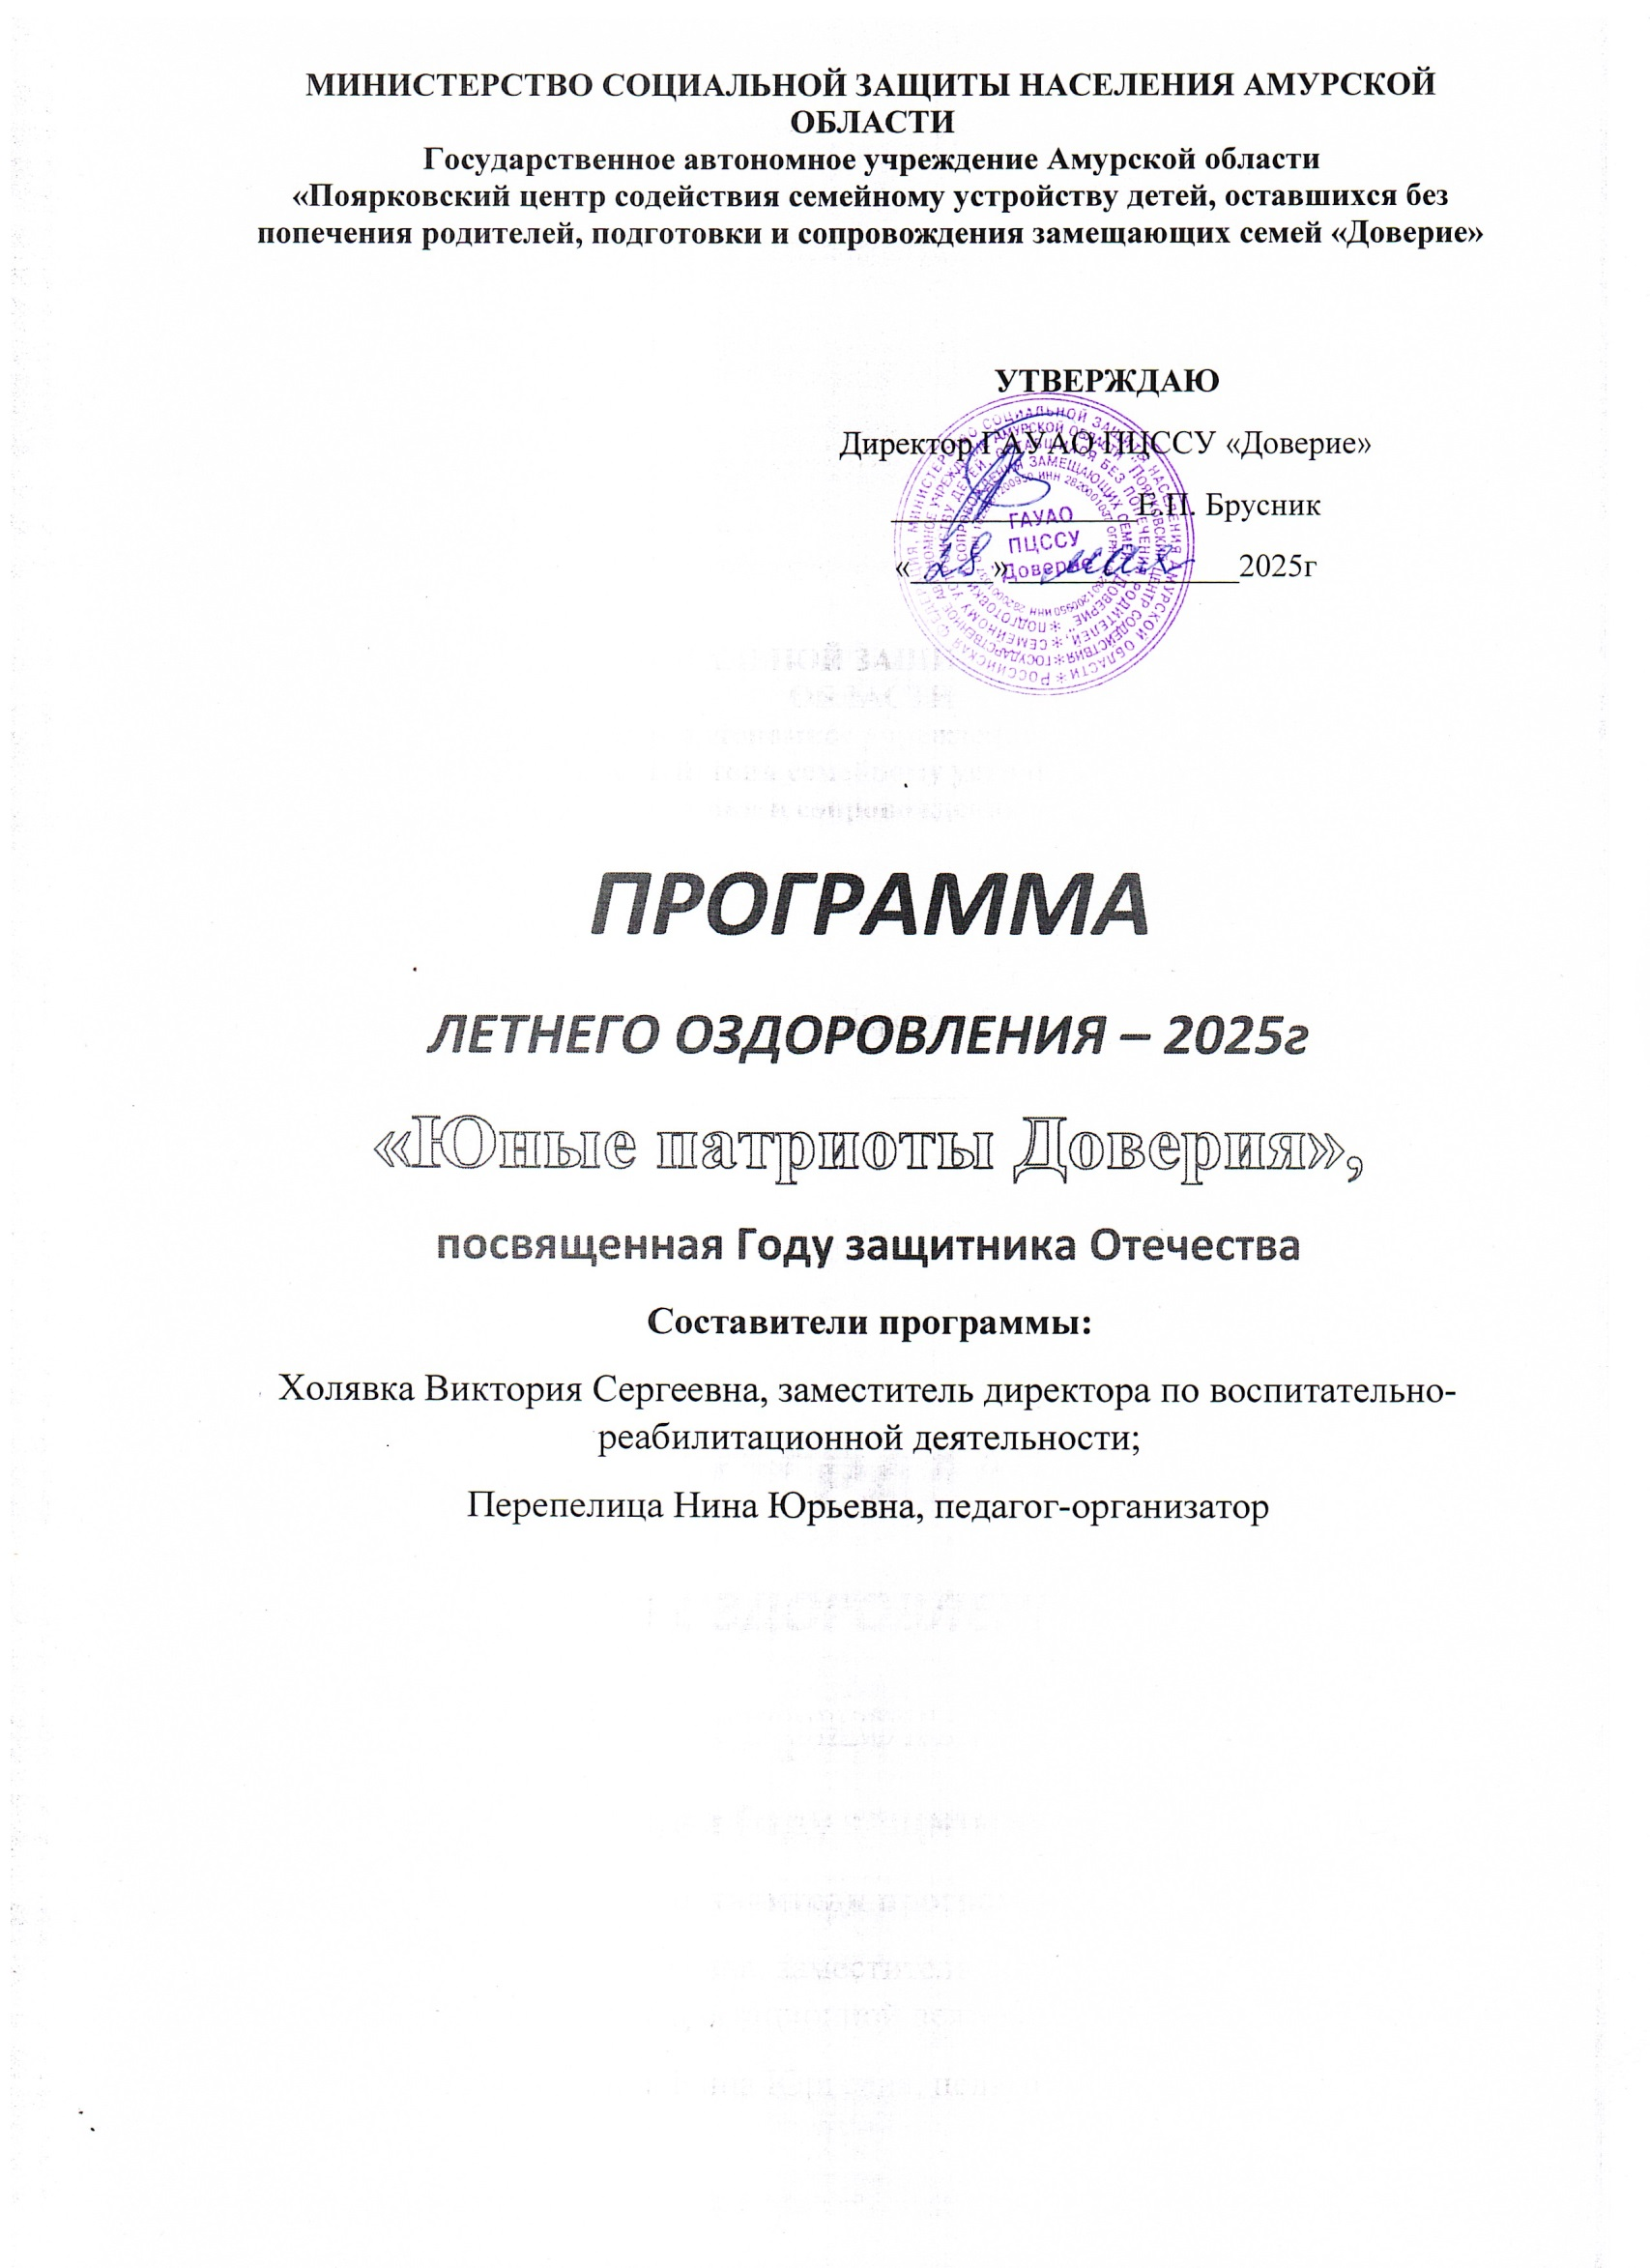 МИНИСТЕРСТВО СОЦИАЛЬНОЙ ЗАЩИТЫ НАСЕЛЕНИЯ АМУРСКОЙ
ОБЛАСТИ
Государственное автономное учреждение Амурской области
«Поярковский центр содействия семейному устройству детей, оставшихся без
попечения родителей, подготовки и сопровождения замещающих семей «Доверие»
УТВЕРЖДАЮ
Директор ГАУАО ПЦССУ «Доверие»
Е.П. Брусник
«28» мая 2025г
ГАУАО
ПЦССУ
Доверие
ПРОГРАММА
ЛЕТНЕГО ОЗДОРОВЛЕНИЯ – 2025г
«Юные патриоты Доверия»,
посвященная Году защитника Отечества
Составители программы:
Холявка Виктория Сергеевна, заместитель директора по воспитательно-
реабилитационной деятельности;
Перепелица Нина Юрьевна, педагог-организатор